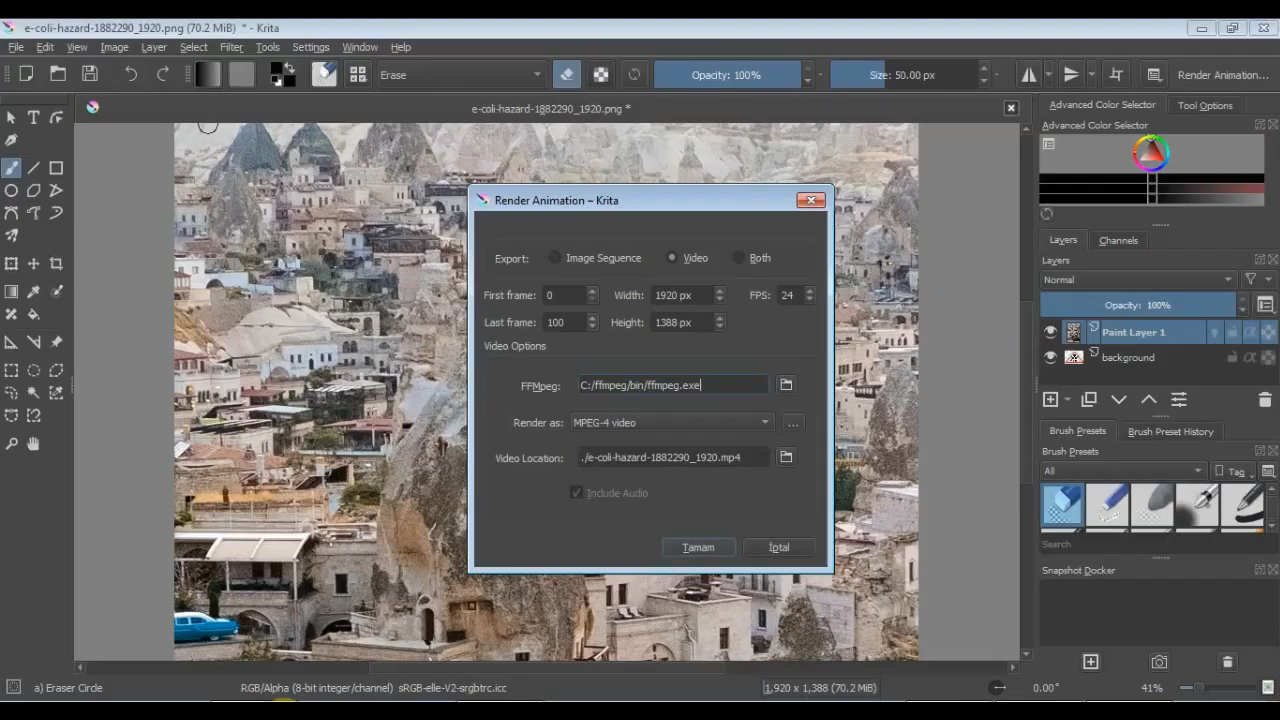 e-coli-hazard-1882290_1920.png (70.2 MiB) * - Krita
File Edit View Image Layer Select Filter Tools Settings Window Help
Erase Opacity: 100% Size: 50.00 px Render Animation...
e-coli-hazard-1882290_1920.png *
Advanced Color Selector Tool Options
Advanced Color Selector
Render Animation – Krita
Export: Image Sequence Video Both
First frame: 0 Width: 1920 px FPS: 24
Last frame: 100 Height: 1388 px
Video Options
FFMpeg: C:/ffmpeg/bin/ffmpeg.exe
Render as: MPEG-4 video ...
Video Location: ./e-coli-hazard-1882290_1920.mp4
Include Audio
Tamam İptal
Layers Channels
Layers
Normal
Opacity: 100%
Paint Layer 1
background
Brush Presets Brush Preset History
Brush Presets
All Tag
Search
Snapshot Docker
a) Eraser Circle RGB/Alpha (8-bit integer/channel) sRGB-elle-V2-srgbtrc.icc 1,920 x 1,388 (70.2 MiB) 0.00° 41%